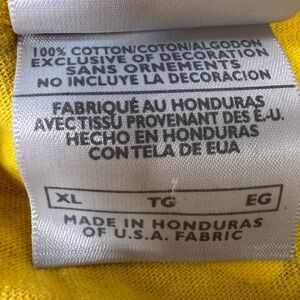 100% COTTON/COTON/ALGODON
EXCLUSIVE OF DECORATION
SANS ORNEMENTS
NO INCLUYE LA DECORACION
FABRIQUÉ AU HONDURAS
AVEC TISSU PROVENANT DES É.-U.
HECHO EN HONDURAS
CON TELA DE EUA
XL TG EG
MADE IN HONDURAS
OF U.S.A. FABRIC